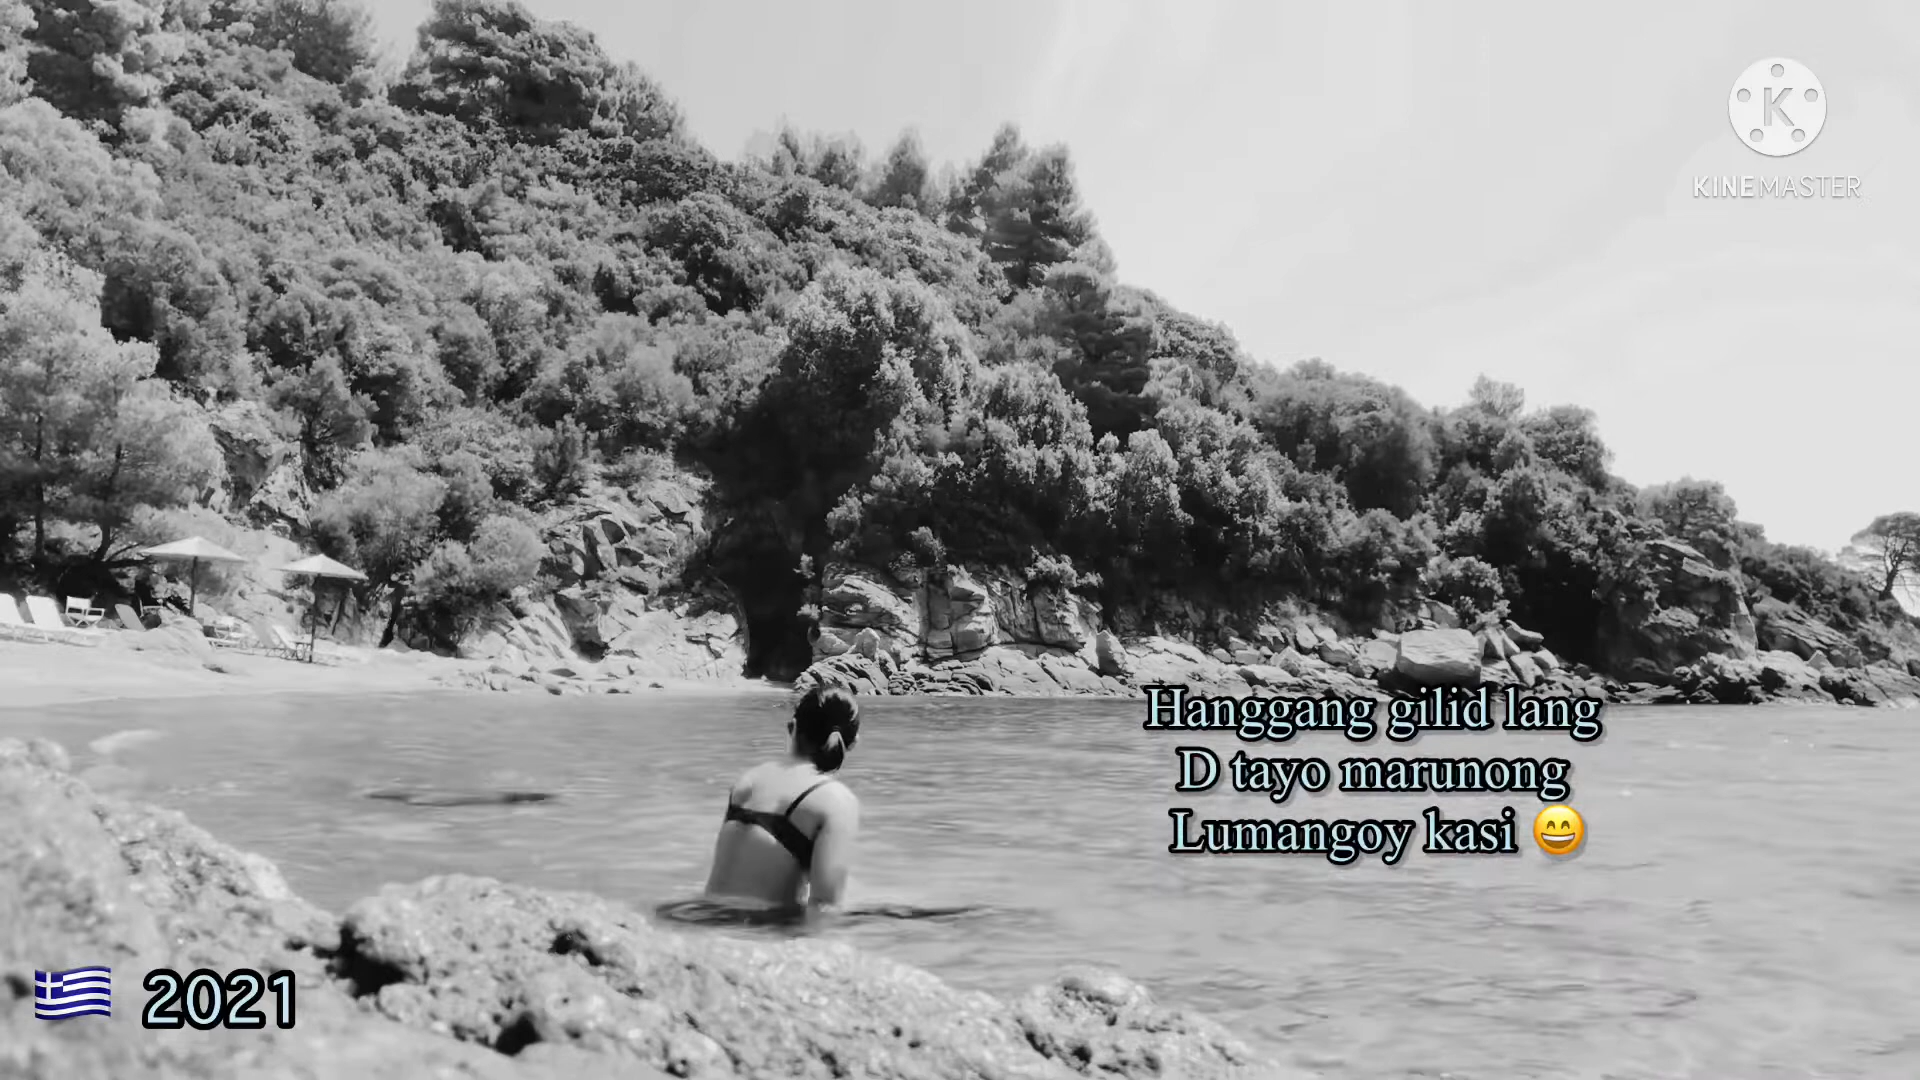 K
KINEMASTER
Hanggang gilid lang
D tayo marunong
Lumangoy kasi 😄
🇬🇷 2021